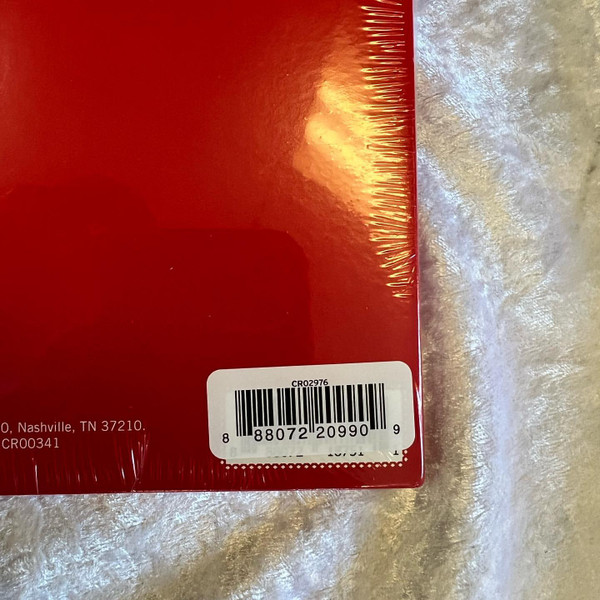 0, Nashville, TN 37210.
CR00341
CR02976
8 88072 20990 9